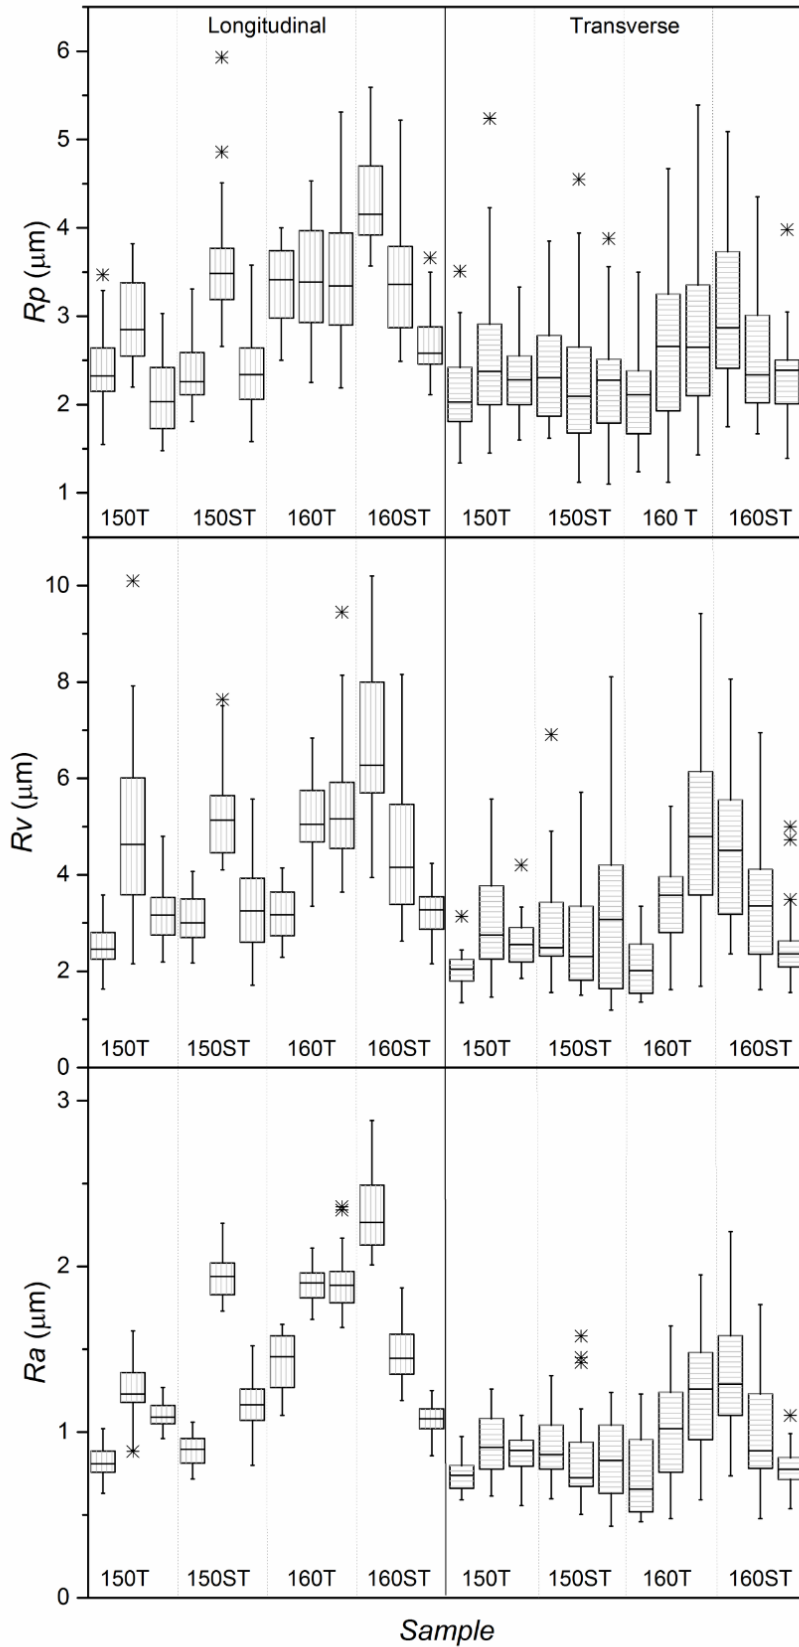 Longitudinal Transverse
6
5
4
3
2
1
Rp (μm)
150T 150ST 160T 160ST 150T 150ST 160 T 160ST
10
8
6
4
2
0
Rv (μm)
150T 150ST 160T 160ST 150T 150ST 160T 160ST
3
2
1
0
Ra (μm)
150T 150ST 160T 160ST 150T 150ST 160T 160ST
Sample